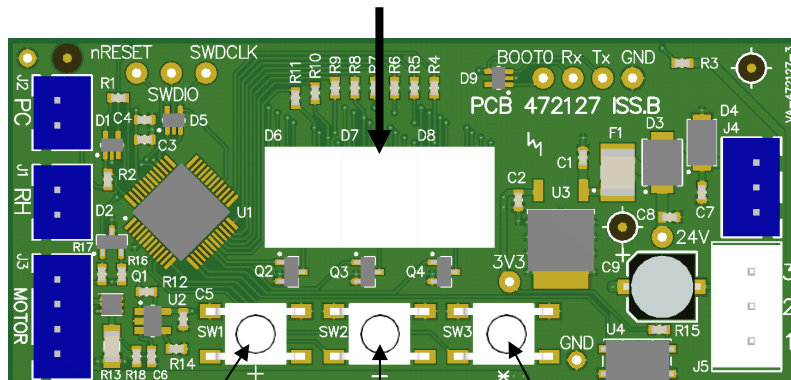 nRESET SWDCLK
BOOT0 Rx Tx GND
J2 PC
R1
SWDIO
R11 R10 R9 R8 R7 R6 R5 R4
D9
R3
PCB 472127 ISS.B
D1 C4 D5
C3
D6 D7 D8
F1 D3 D4 J4
C1
J1 RH
R2
D2
U1
C2 U3
C7
C8
R17 R16
Q1
R12
Q2 Q3 Q4
3V3
24V
+
C9
J3 MOTOR
U2 C5
SW1 SW2 SW3
R14
R13 R18 C6
+ - *
GND
U4 R15
J5
3
2
1